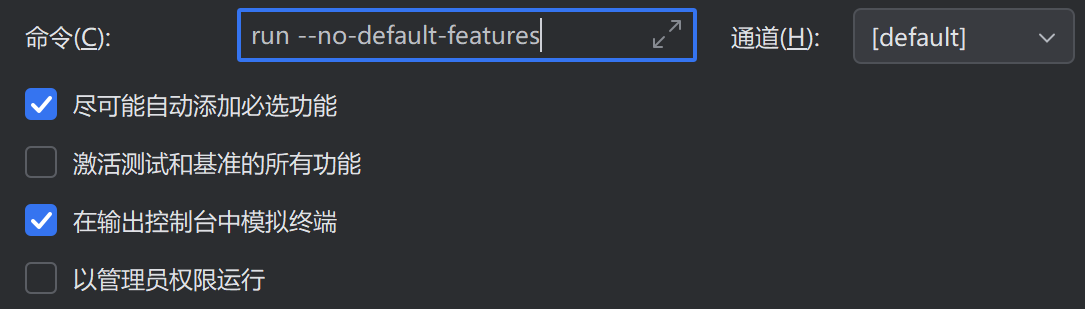 命令(C): run --no-default-features 通道(H): [default]
尽可能自动添加必选功能
激活测试和基准的所有功能
在输出控制台中模拟终端
以管理员权限运行